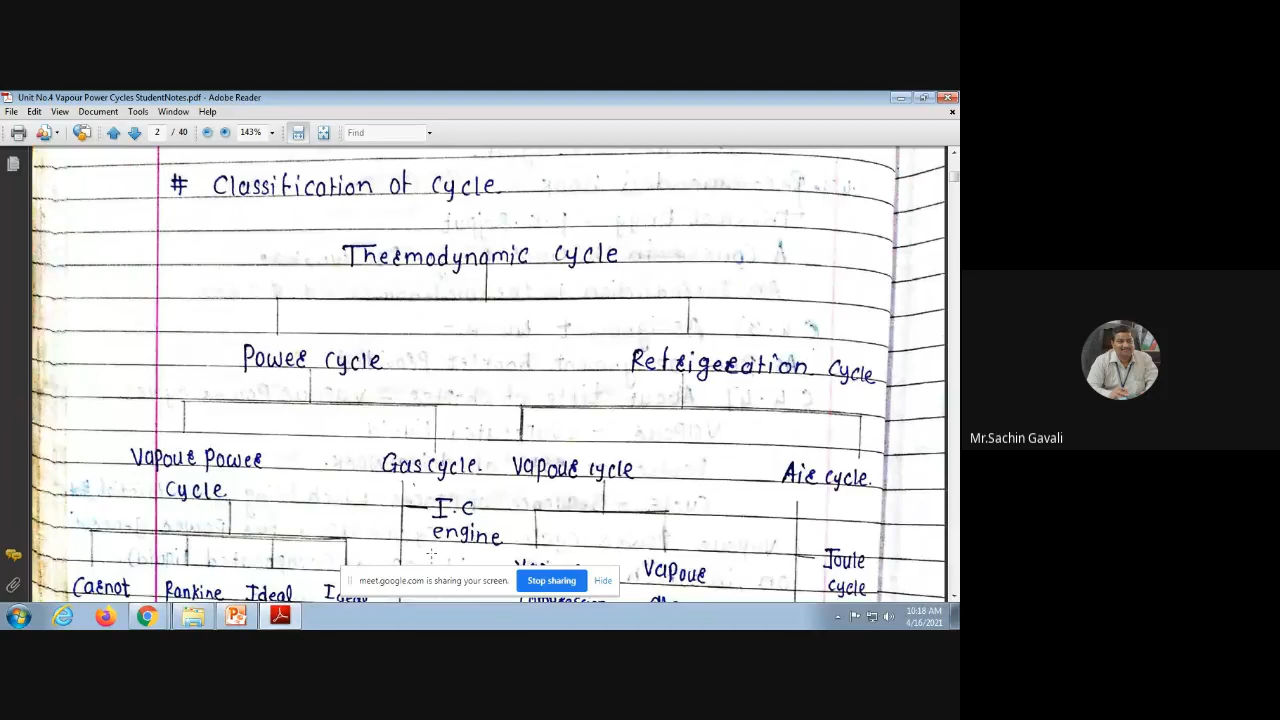 Unit No.4 Vapour Power Cycles StudentNotes.pdf - Adobe Reader
File Edit View Document Tools Window Help
2 / 40 143% Find
# Classification of cycle
Thermodynamic cycle
Power cycle Refrigeration cycle
Vapour Power Gas cycle. Vapour cycle Air cycle.
cycle
I.C
engine
Joule
Vapour
cycle
meet.google.com is sharing your screen. Stop sharing Hide
Carnot Rankine Ideal
10:18 AM
4/16/2021
Mr.Sachin Gavali